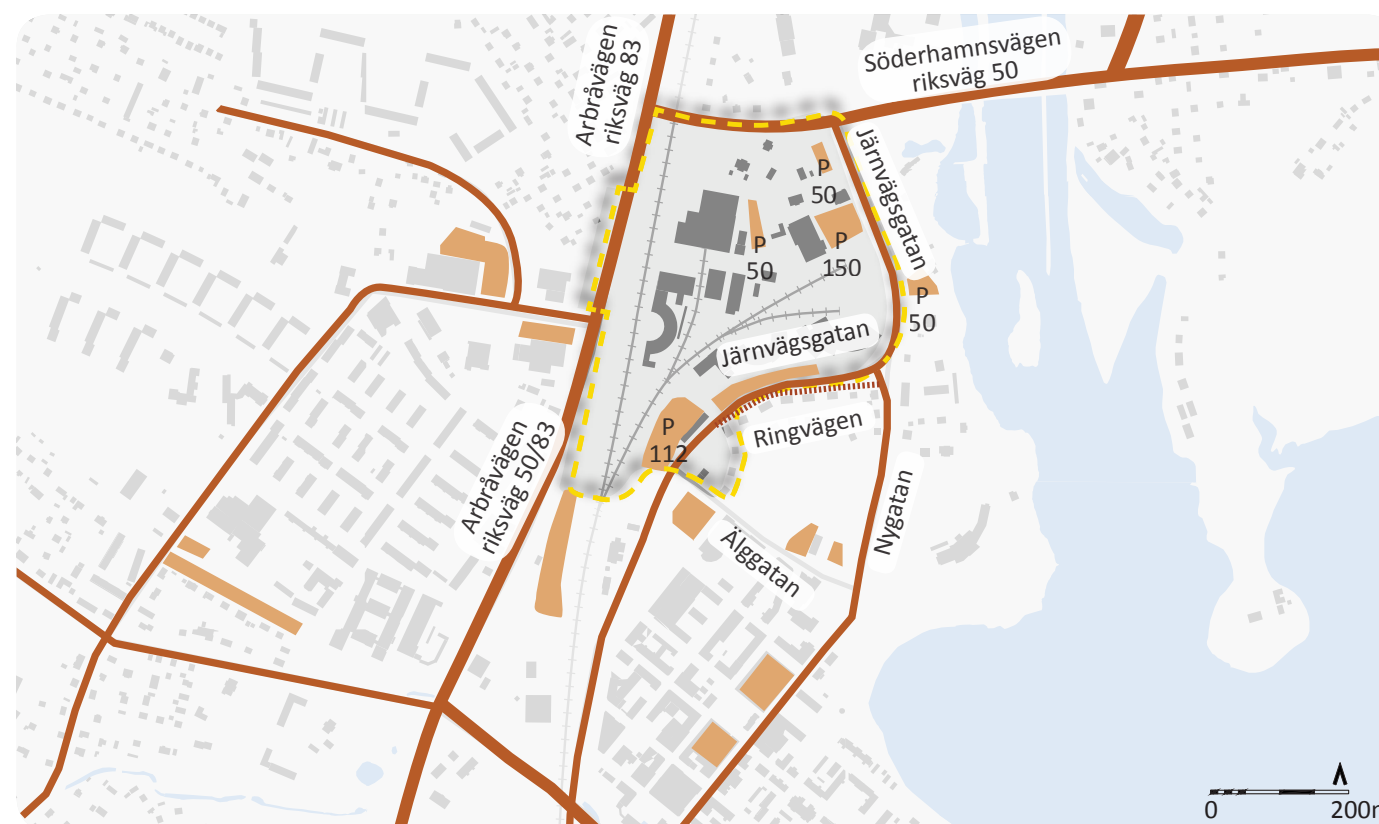 Arbråvägen
riksväg 83
Söderhamnsvägen
riksväg 50
Järnvägsgatan
P
50
P
50
P
150
P
50
Järnvägsgatan
Ringvägen
P
112
Arbråvägen
riksväg 50/83
Älggatan
Nygatan
0
200m